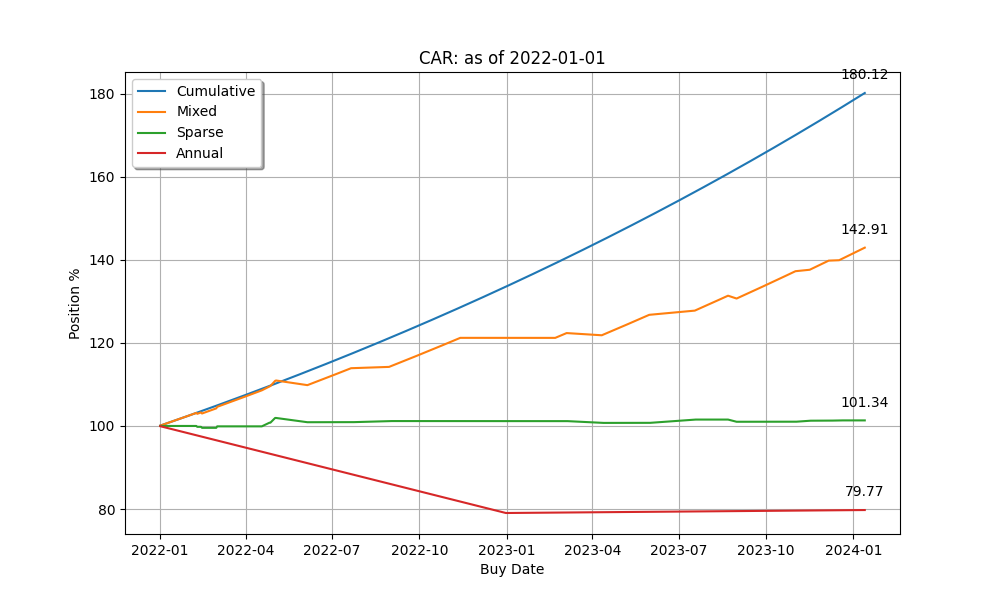 CAR: as of 2022-01-01
Cumulative
Mixed
Sparse
Annual
180.12
142.91
101.34
79.77
180
160
140
120
100
80
Position %
2022-01 2022-04 2022-07 2022-10 2023-01 2023-04 2023-07 2023-10 2024-01
Buy Date